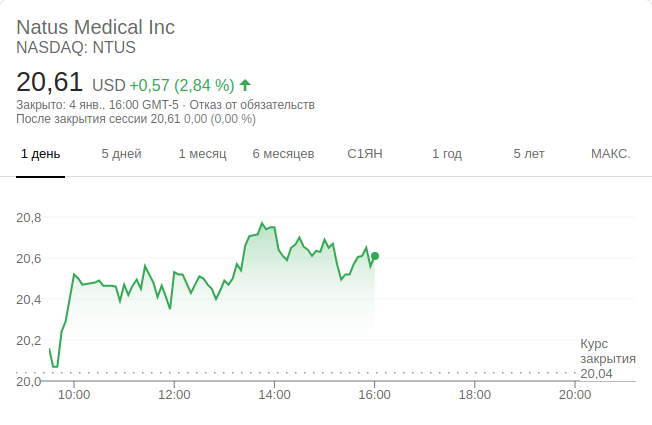 Natus Medical Inc
NASDAQ: NTUS
20,61 USD +0,57 (2,84 %)
Закрыто: 4 янв., 16:00 GMT-5 · Отказ от обязательств
После закрытия сессии 20,61 0,00 (0,00 %)
1 день 5 дней 1 месяц 6 месяцев С1ЯН 1 год 5 лет МАКС.
20,8
20,6
20,4
20,2
20,0
Курс
закрытия
20,04
10:00 12:00 14:00 16:00 18:00 20:00